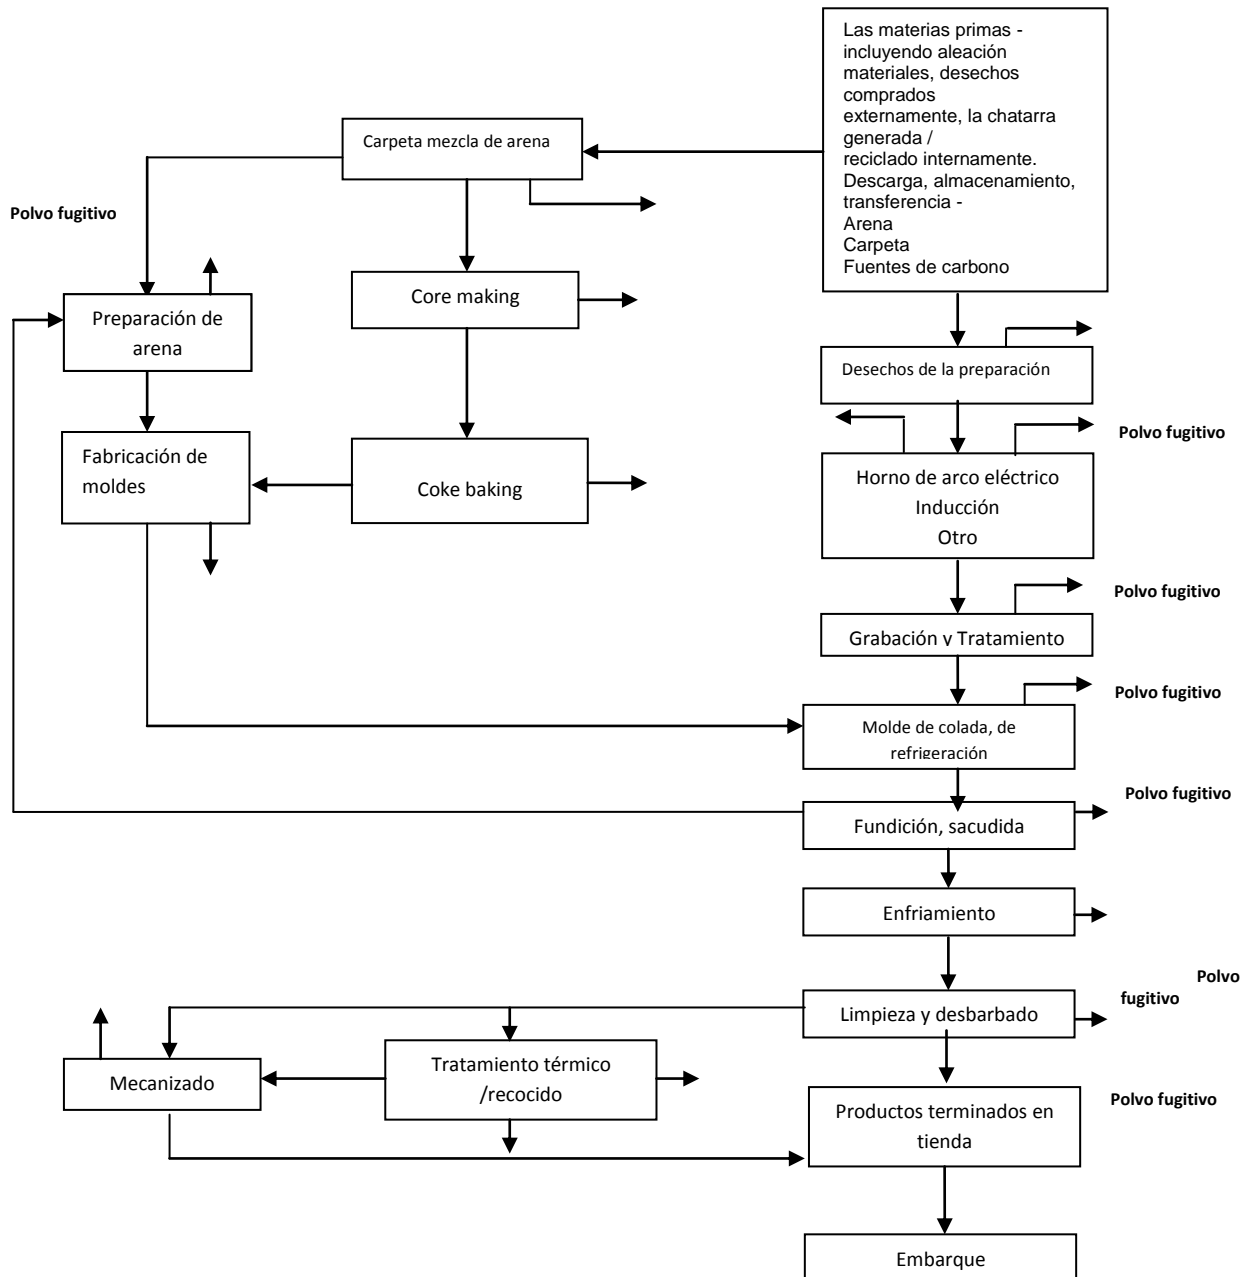 Las materias primas -
incluyendo aleación
materiales, desechos
comprados
externamente, la chatarra
generada /
reciclado internamente.
Descarga, almacenamiento,
transferencia -
Arena
Carpeta
Fuentes de carbono
Carpeta mezcla de arena
Polvo fugitivo
Core making
Preparación de
arena
Desechos de la preparación
Polvo fugitivo
Fabricación de
moldes
Coke baking
Horno de arco eléctrico
Inducción
Otro
Polvo fugitivo
Grabación y Tratamiento
Polvo fugitivo
Molde de colada, de
refrigeración
Polvo fugitivo
Fundición, sacudida
Enfriamiento
Polvo
fugitivo
Limpieza y desbarbado
Tratamiento térmico
/recocido
Mecanizado
Polvo fugitivo
Productos terminados en
tienda
Embarque